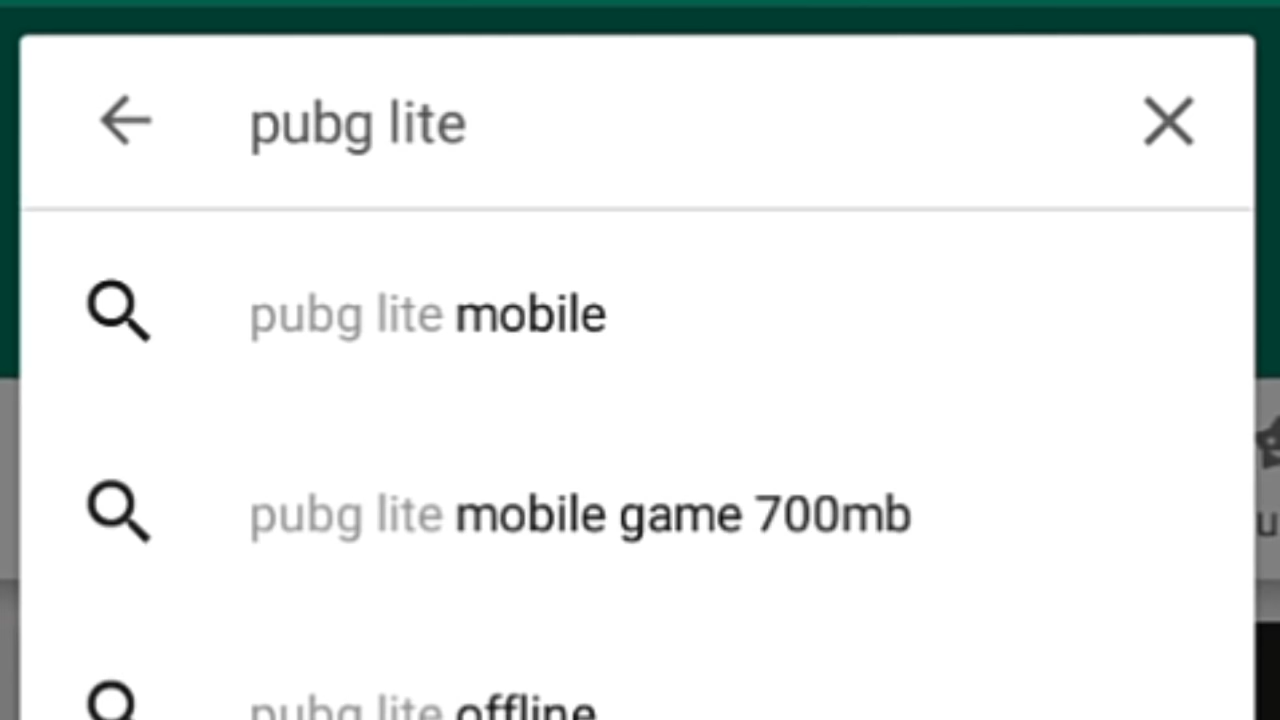 pubg lite
pubg lite mobile
pubg lite mobile game 700mb
pubg lite offline